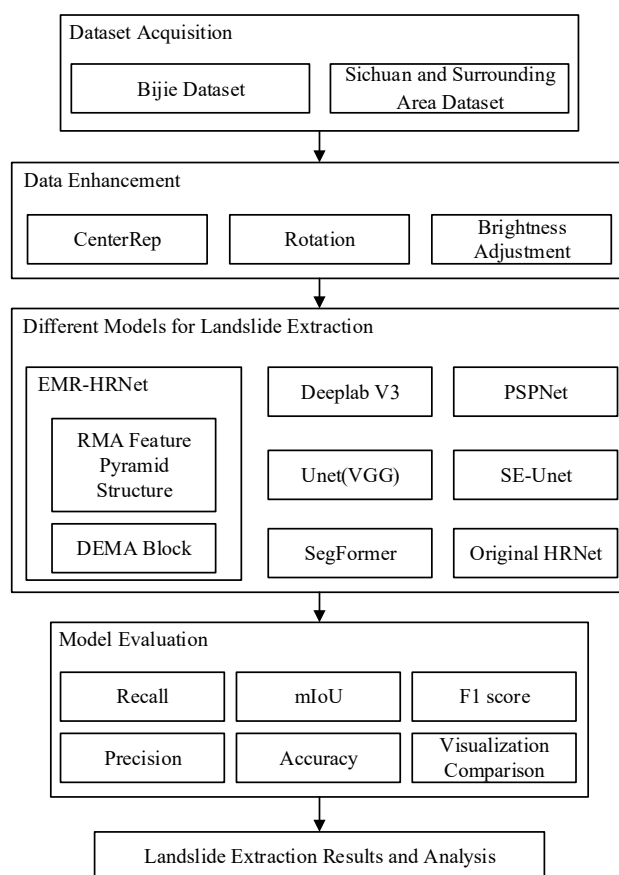 Dataset Acquisition
Bijie Dataset
Sichuan and Surrounding
Area Dataset
Data Enhancement
CenterRep
Rotation
Brightness
Adjustment
Different Models for Landslide Extraction
EMR-HRNet
RMA Feature
Pyramid
Structure
DEMA Block
Deeplab V3
PSPNet
Unet(VGG)
SE-Unet
SegFormer
Original HRNet
Model Evaluation
Recall
mIoU
F1 score
Precision
Accuracy
Visualization
Comparison
Landslide Extraction Results and Analysis